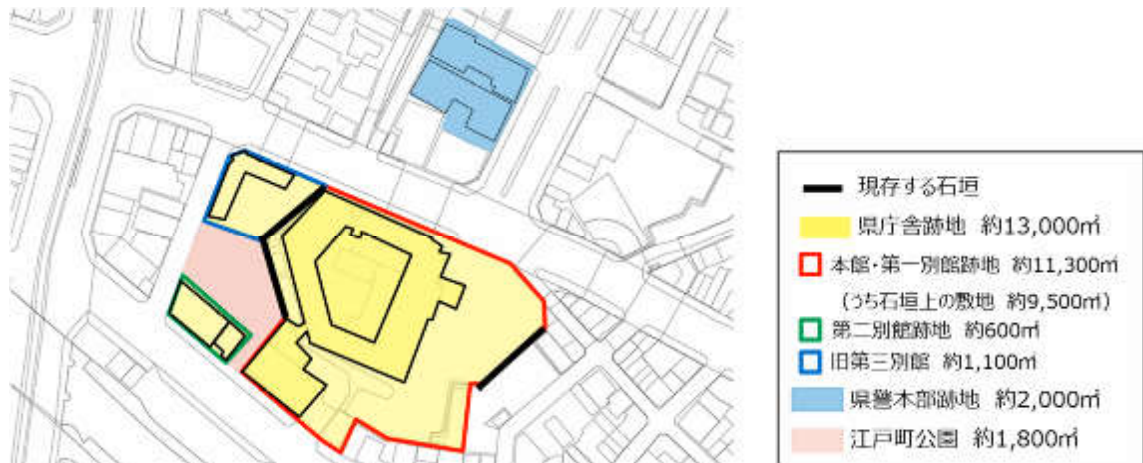 現存する石垣
県庁舎跡地 約13,000㎡
本館・第一別館跡地 約11,300㎡
(うち石垣上の敷地 約9,500㎡)
第二別館跡地 約600㎡
旧第三別館 約1,100㎡
県警本部跡地 約2,000㎡
江戸町公園 約1,800㎡